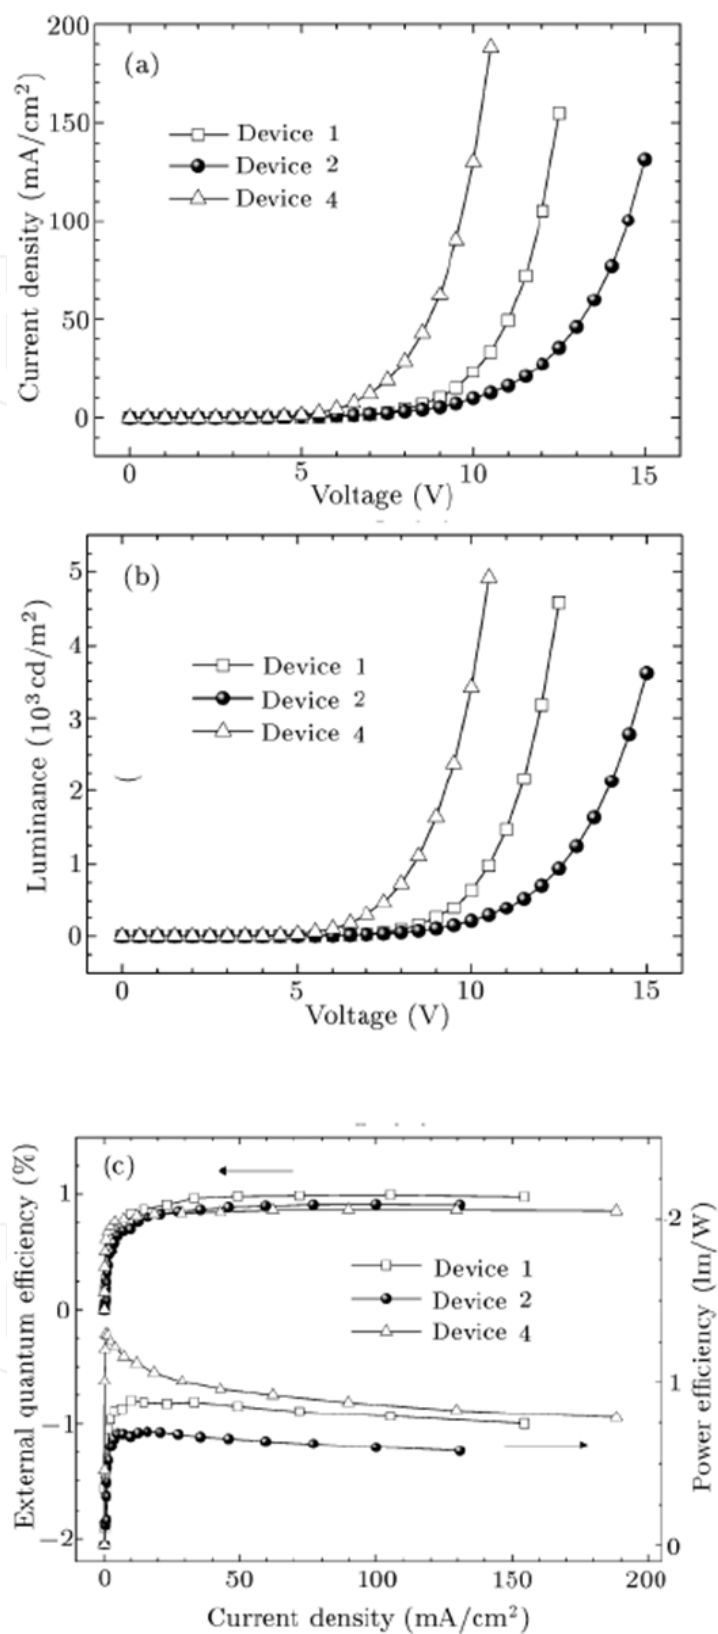 200
150
100
50
0
Current density (mA/cm²)
(a)
Device 1
Device 2
Device 4
0 5 10 15
Voltage (V)
5
4
3
2
1
0
Luminance (10³ cd/m²)
(b)
Device 1
Device 2
Device 4
0 5 10 15
Voltage (V)
External quantum efficiency (%)
1
0
−1
−2
(c)
Device 1
Device 2
Device 4
2
1
0
Power efficiency (lm/W)
0 50 100 150 200
Current density (mA/cm²)